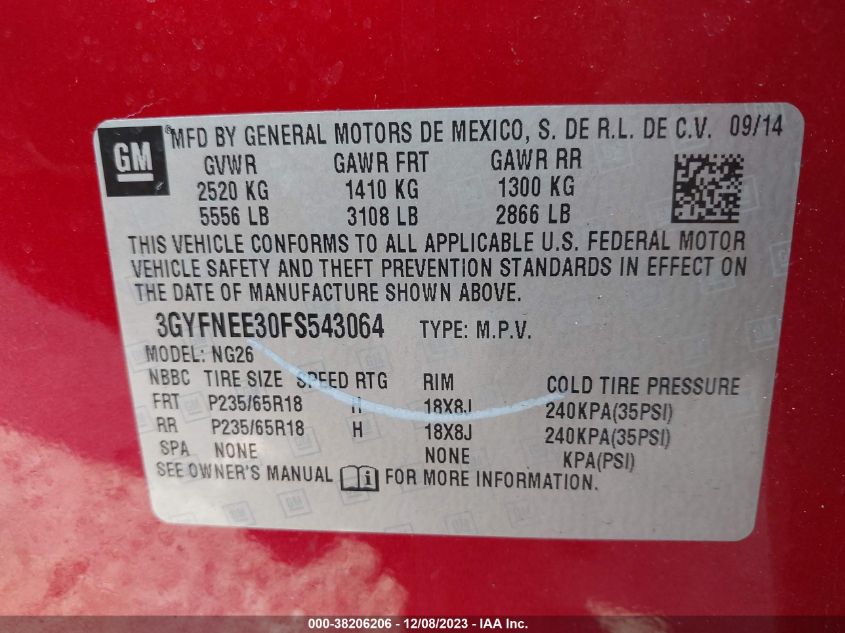 GM ® MFD BY GENERAL MOTORS DE MEXICO, S. DE R.L. DE C.V. 09/14
GVWR GAWR FRT GAWR RR
2520 KG 1410 KG 1300 KG
5556 LB 3108 LB 2866 LB
THIS VEHICLE CONFORMS TO ALL APPLICABLE U.S. FEDERAL MOTOR
VEHICLE SAFETY AND THEFT PREVENTION STANDARDS IN EFFECT ON
THE DATE OF MANUFACTURE SHOWN ABOVE.
3GYFNEE30FS543064 TYPE: M.P.V.
MODEL: NG26
NBBC TIRE SIZE SPEED RTG RIM COLD TIRE PRESSURE
FRT P235/65R18 H 18X8J 240KPA(35PSI)
RR P235/65R18 H 18X8J 240KPA(35PSI)
SPA NONE NONE KPA(PSI)
SEE OWNER'S MANUAL FOR MORE INFORMATION.
000-38206206 - 12/08/2023 - IAA Inc.